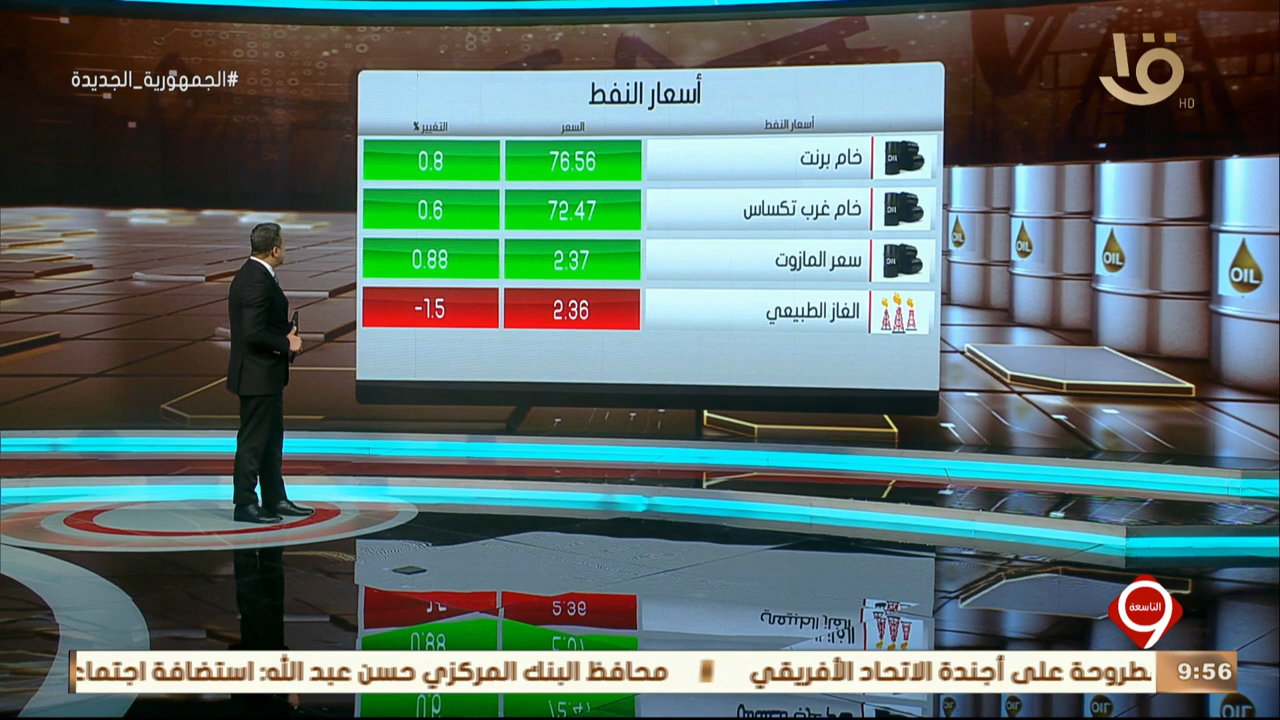 #الجمهورية_الجديدة
HD
أسعار النفط
أسعار النفط السعر التغيير %
خام برنت 76.56 0.8
خام غرب تكساس 72.47 0.6
سعر المازوت 2.37 0.88
الغاز الطبيعي 2.36 -1.5
OIL
OIL
OIL
OIL
التاسعة
9
9:56 طروحة على أجندة الاتحاد الأفريقي محافظ البنك المركزي حسن عبد الله: استضافة اجتماع